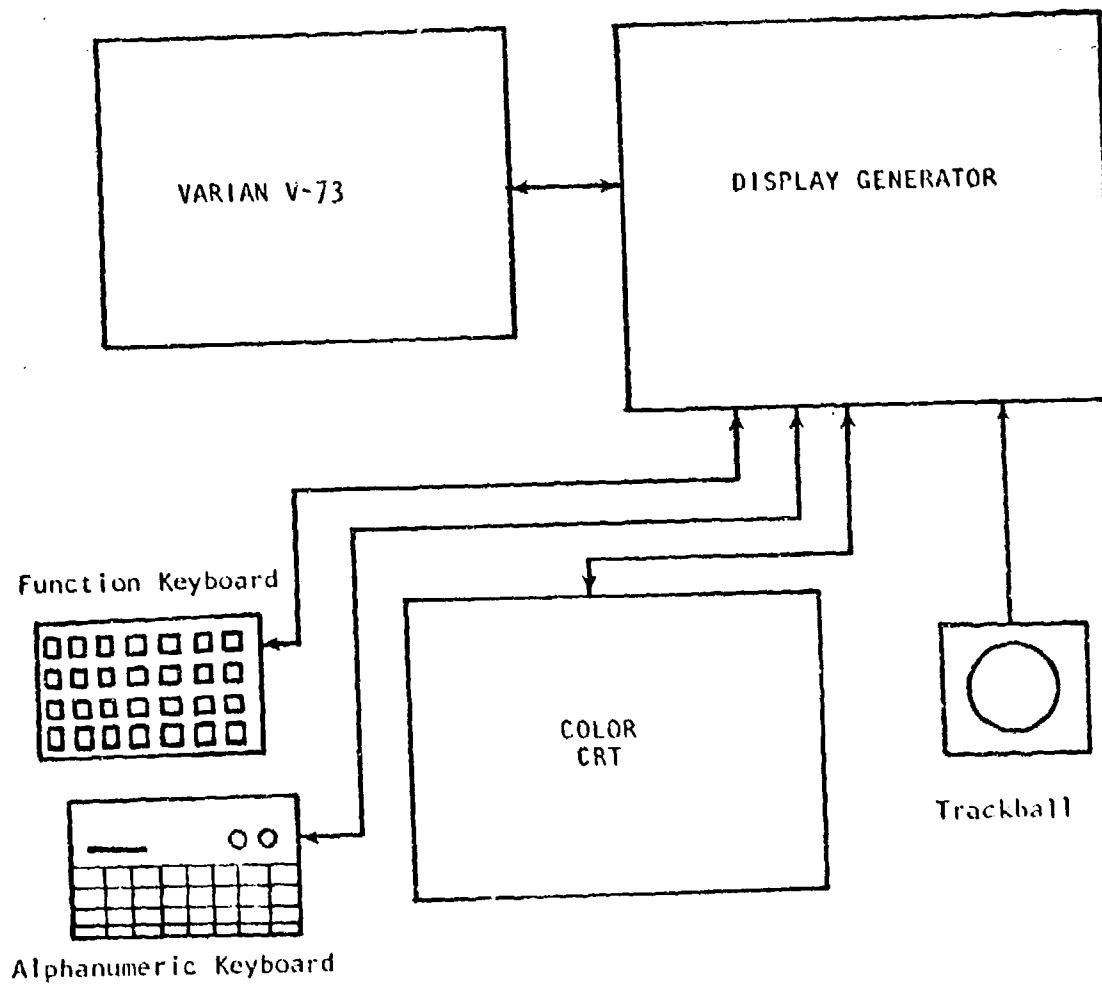 VARIAN V-73
DISPLAY GENERATOR
Function Keyboard
COLOR
CRT
Trackball
Alphanumeric Keyboard